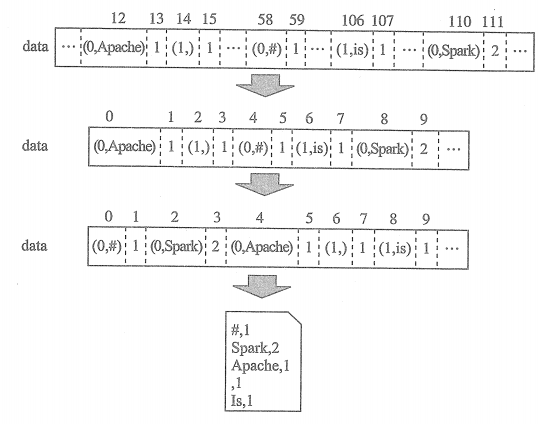 12 13 14 15 58 59 106 107 110 111
data ... (0,Apache) 1 (1,) 1 ... (0,#) 1 ... (1,is) 1 ... (0,Spark) 2 ...
0 1 2 3 4 5 6 7 8 9
data (0,Apache) 1 (1,) 1 (0,#) 1 (1,is) 1 (0,Spark) 2 ...
0 1 2 3 4 5 6 7 8 9
data (0,#) 1 (0,Spark) 2 (0,Apache) 1 (1,) 1 (1,is) 1 ...
#,1
Spark,2
Apache,1
,1
Is,1